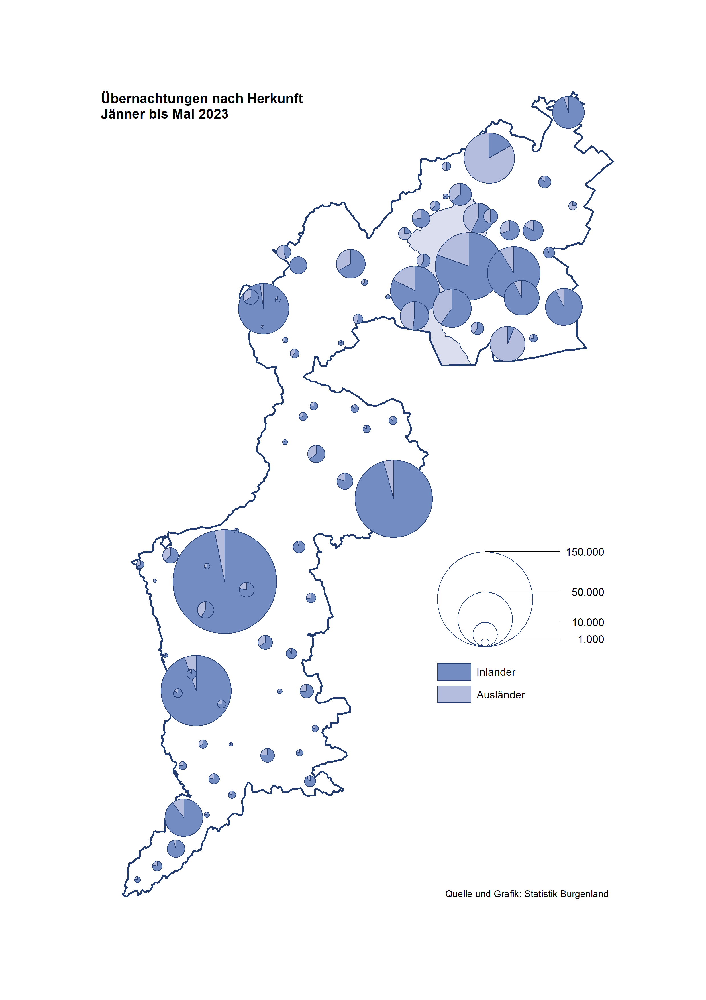 Übernachtungen nach Herkunft
Jänner bis Mai 2023
150.000
50.000
10.000
1.000
Inländer
Ausländer
Quelle und Grafik: Statistik Burgenland